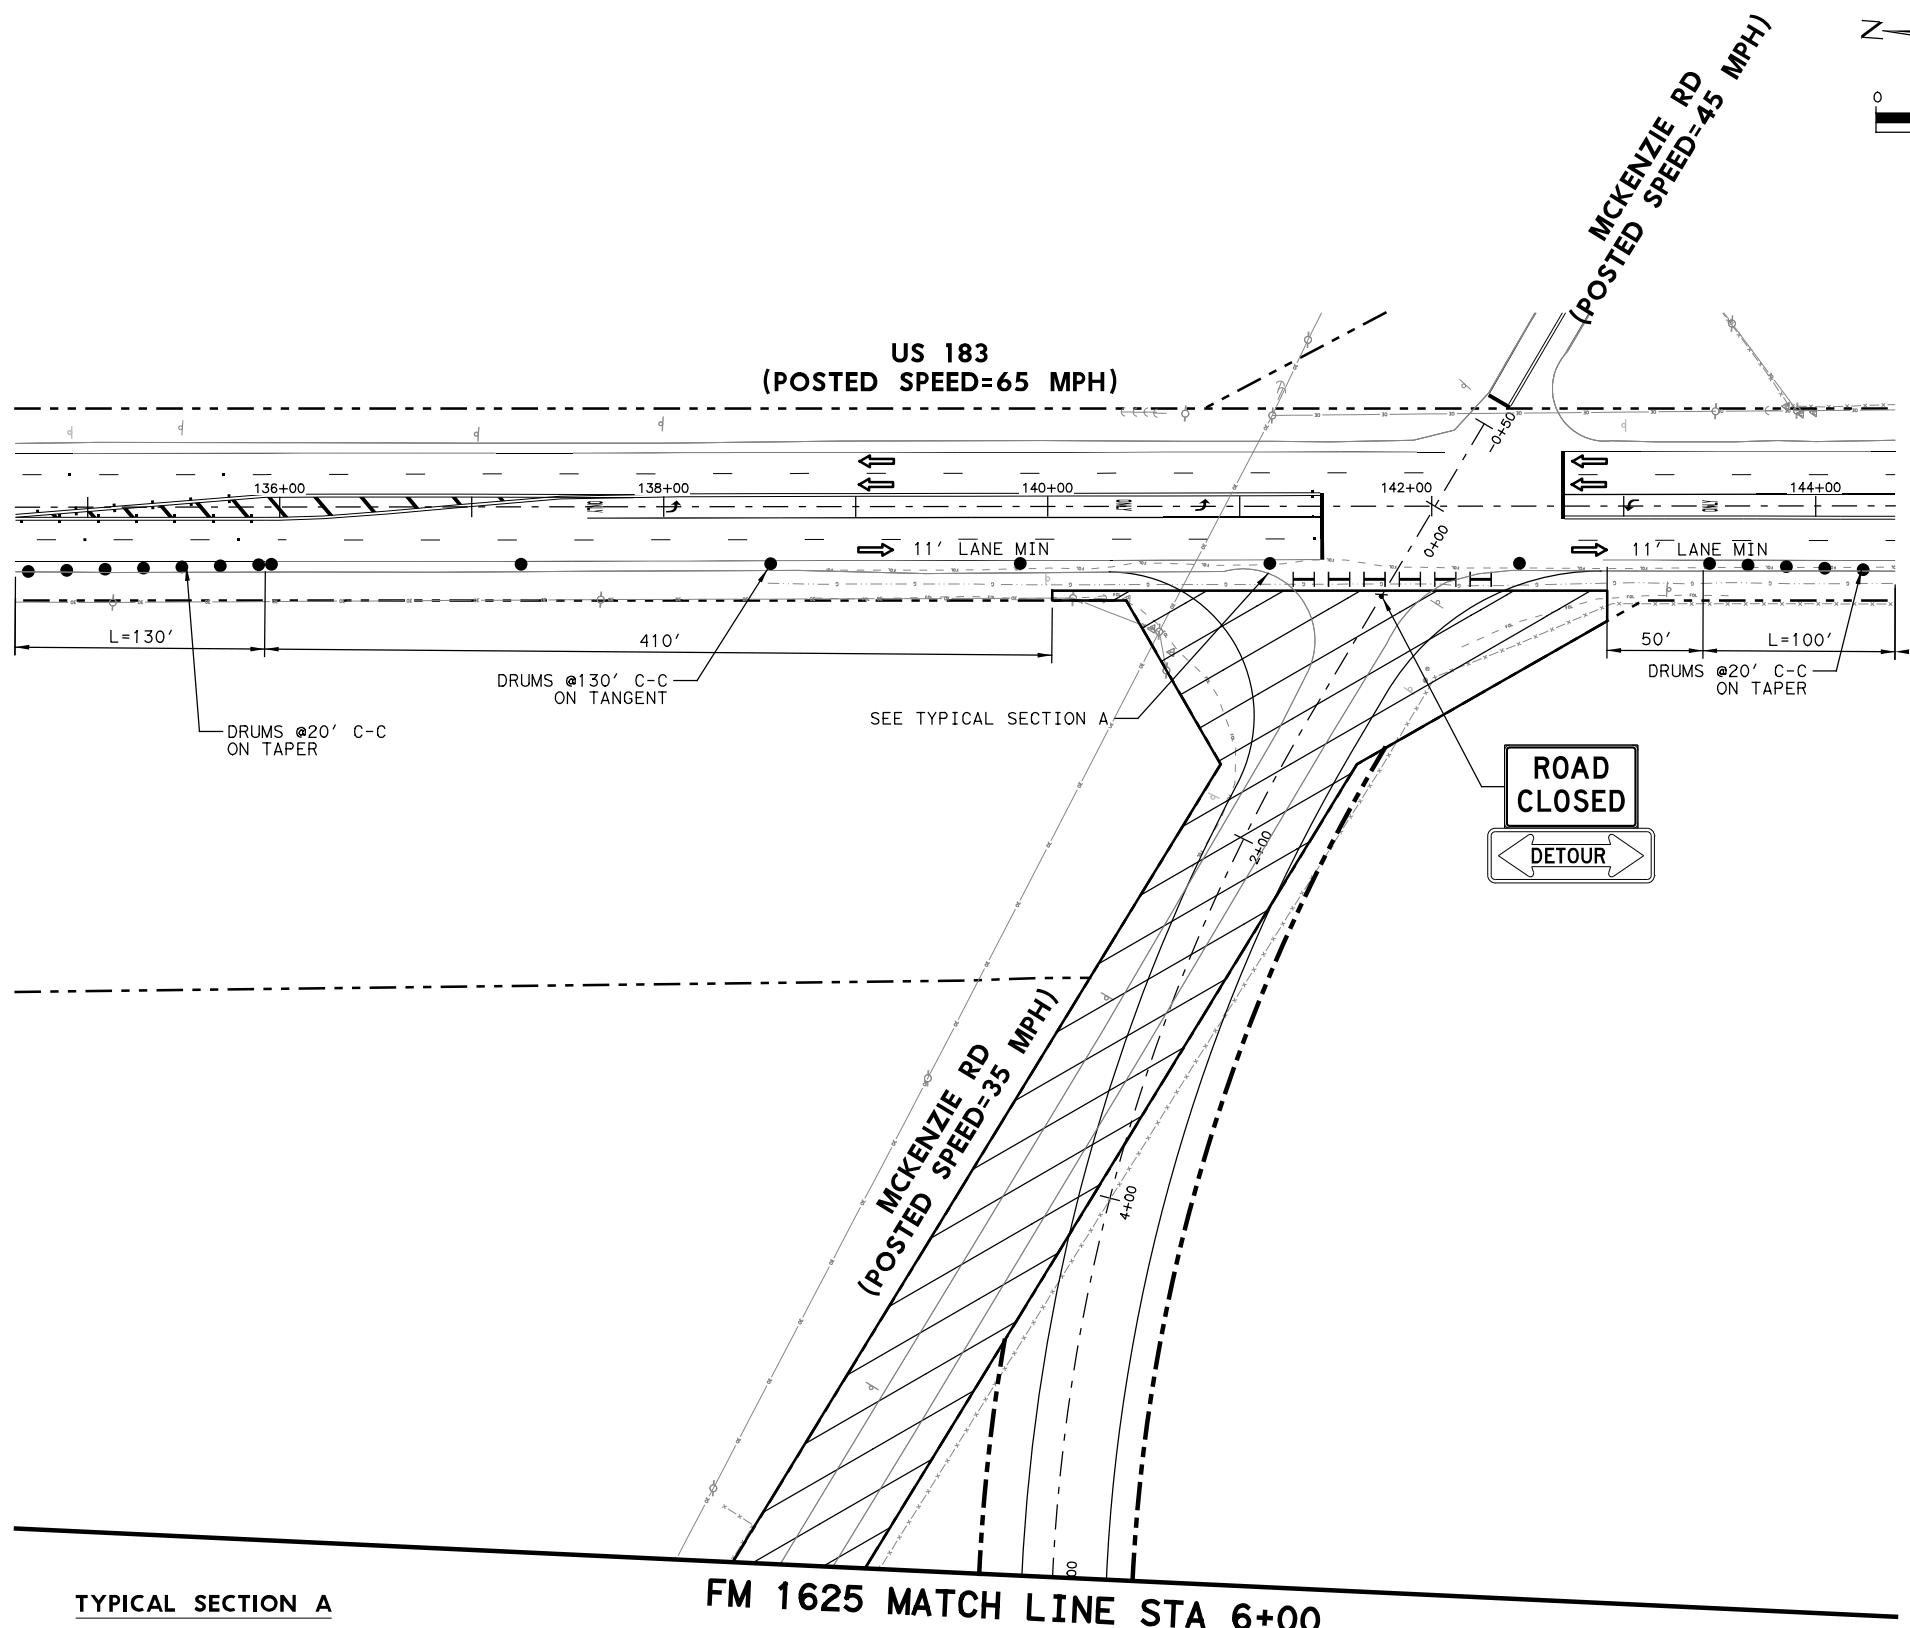 N
0
MCKENZIE RD
(POSTED SPEED=45 MPH)
US 183
(POSTED SPEED=65 MPH)
-0+50
136+00
138+00
140+00
142+00
144+00
0+00
11' LANE MIN
11' LANE MIN
L=130'
410'
50'
L=100'
DRUMS @130' C-C
ON TANGENT
DRUMS @20' C-C
ON TAPER
SEE TYPICAL SECTION A
DRUMS @20' C-C
ON TAPER
ROAD
CLOSED
DETOUR
2+00
MCKENZIE RD
(POSTED SPEED=35 MPH)
4+00
00
FM 1625 MATCH LINE STA 6+00
TYPICAL SECTION A